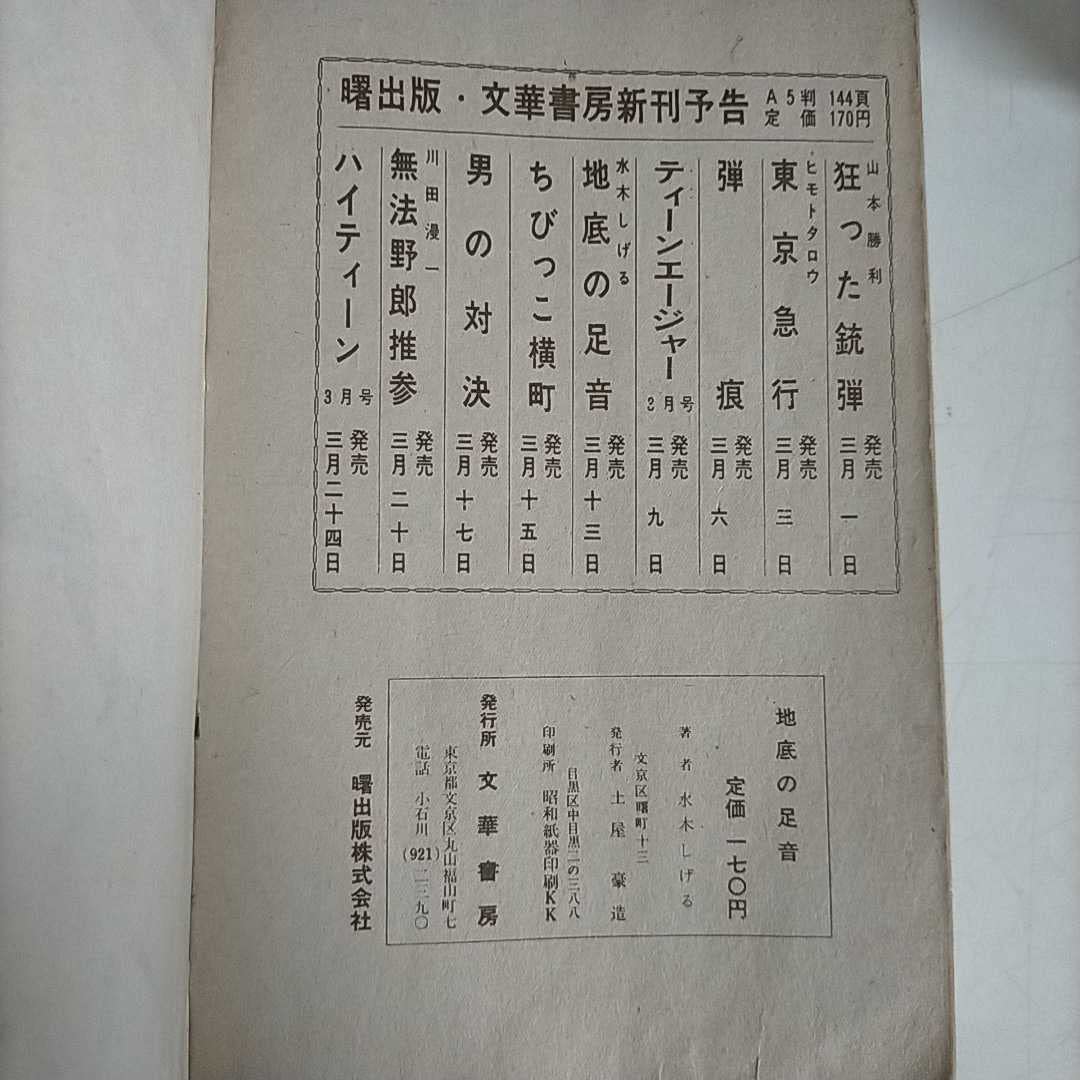 曙出版・文華書房新刊予告 A5判 144頁
定価 170円
山本勝利
狂った銃弾 発売
三月一日
ヒモトタロウ
東京急行 発売
三月三日
弾痕 発売
三月六日
ティーンエージャー 2月号 発売
三月九日
水木しげる
地底の足音 発売
三月十三日
ちびっこ横町 発売
三月十五日
男の対決 発売
三月十七日
川田漫一
無法野郎推参 発売
三月二十日
ハイティーン 3月号 発売
三月二十四日
地底の足音
定価 一七〇円
著者 水木しげる
文京区曙町十三
発行者 土屋豪造
目黒区中目黒二の三八八
印刷所 昭和紙器印刷KK
発行所 文華書房
東京都文京区丸山福山町七
電話 小石川(921)二三九〇
発売元 曙出版株式会社